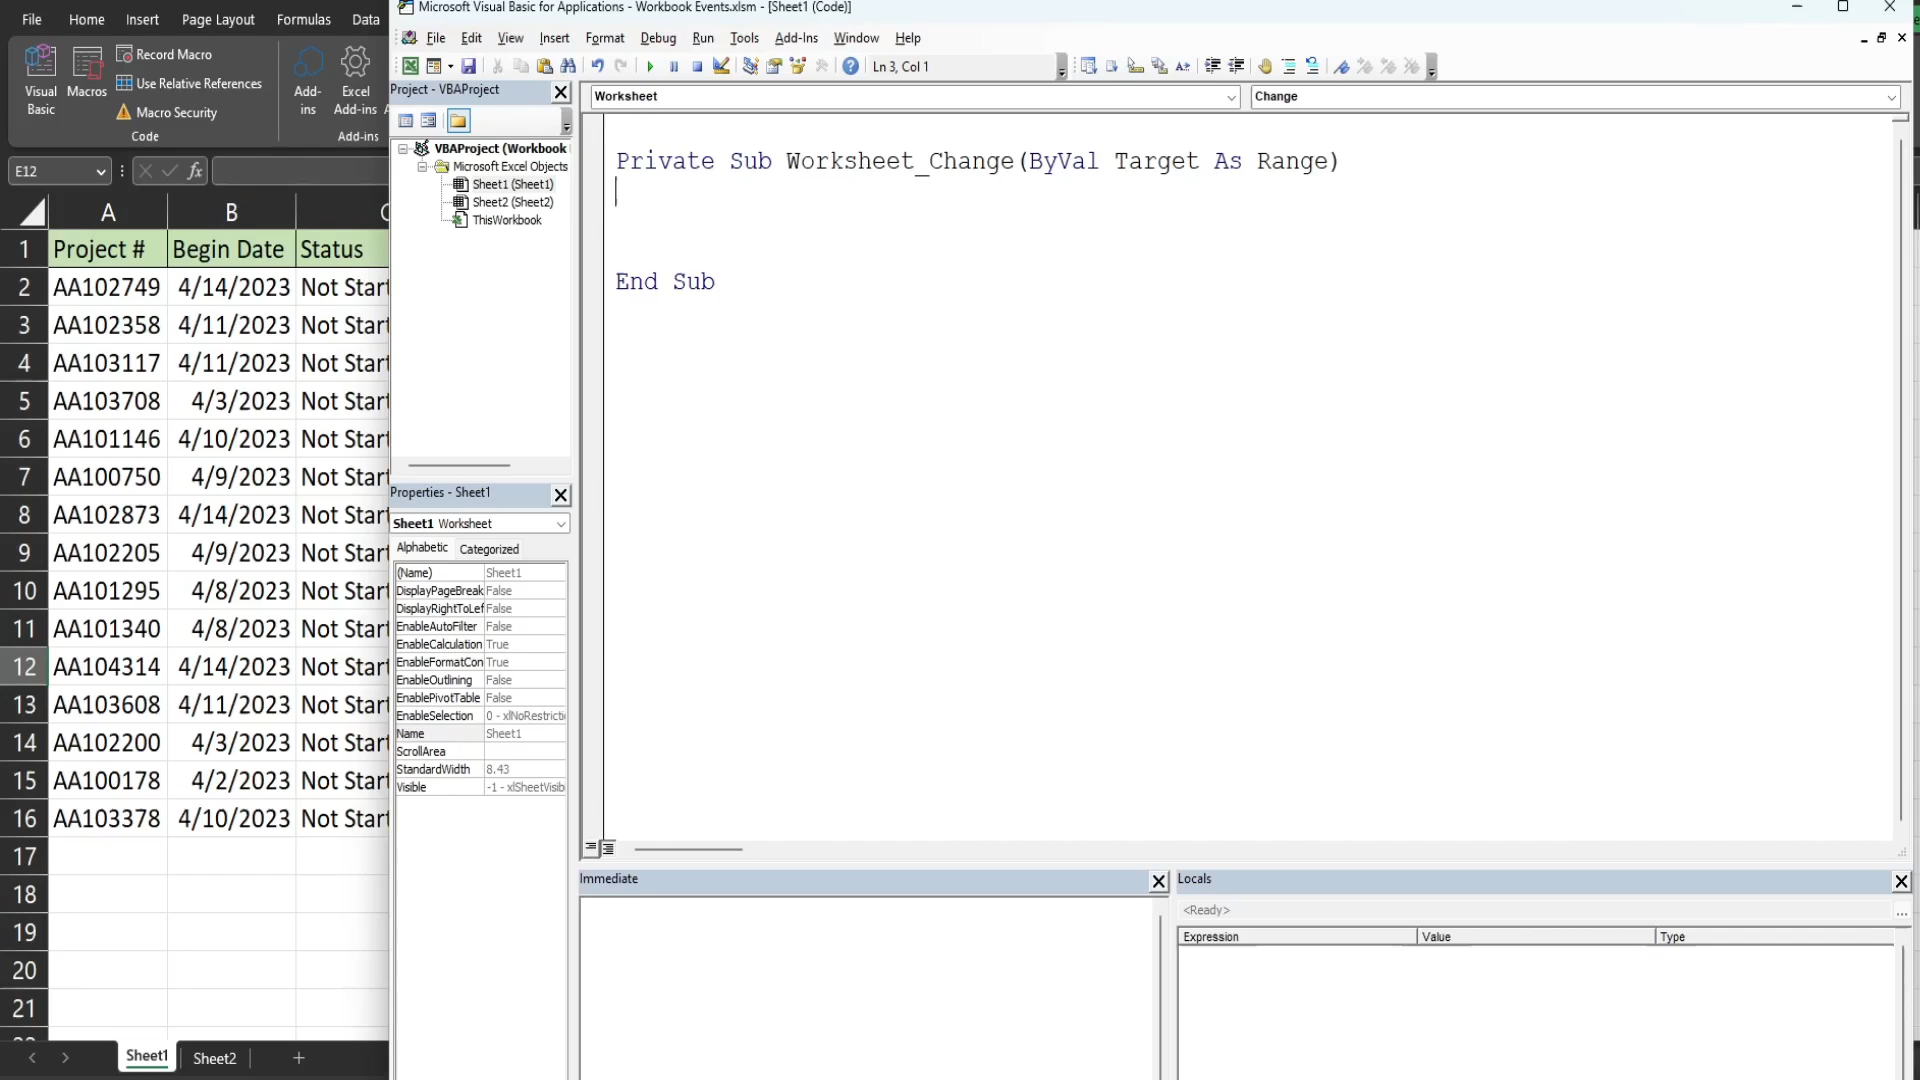 File Home Insert Page Layout Formulas Data
Record Macro
Use Relative References
Macro Security
Visual Basic
Macros
Add-ins
Excel Add-ins
Code
Add-ins
E12
fx
A B
1 Project # Begin Date Status
2 AA102749 4/14/2023 Not Start
3 AA102358 4/11/2023 Not Start
4 AA103117 4/11/2023 Not Start
5 AA103708 4/3/2023 Not Start
6 AA101146 4/10/2023 Not Start
7 AA100750 4/9/2023 Not Start
8 AA102873 4/14/2023 Not Start
9 AA102205 4/9/2023 Not Start
10 AA101295 4/8/2023 Not Start
11 AA101340 4/8/2023 Not Start
12 AA104314 4/14/2023 Not Start
13 AA103608 4/11/2023 Not Start
14 AA102200 4/3/2023 Not Start
15 AA100178 4/2/2023 Not Start
16 AA103378 4/10/2023 Not Start
17
18
19
20
21
Sheet1 Sheet2
Microsoft Visual Basic for Applications - Workbook Events.xlsm - [Sheet1 (Code)]
File Edit View Insert Format Debug Run Tools Add-Ins Window Help
Ln 3, Col 1
Project - VBAProject
VBAProject (Workbook
Microsoft Excel Objects
Sheet1 (Sheet1)
Sheet2 (Sheet2)
ThisWorkbook
Properties - Sheet1
Sheet1 Worksheet
Alphabetic Categorized
(Name) Sheet1
DisplayPageBreak False
DisplayRightToLef False
EnableAutoFilter False
EnableCalculation True
EnableFormatCon True
EnableOutlining False
EnablePivotTable False
EnableSelection 0 - xlNoRestricti
Name Sheet1
ScrollArea
StandardWidth 8.43
Visible -1 - xlSheetVisib
Worksheet Change
Private Sub Worksheet_Change(ByVal Target As Range)
End Sub
Immediate
Locals
<Ready>
Expression Value Type